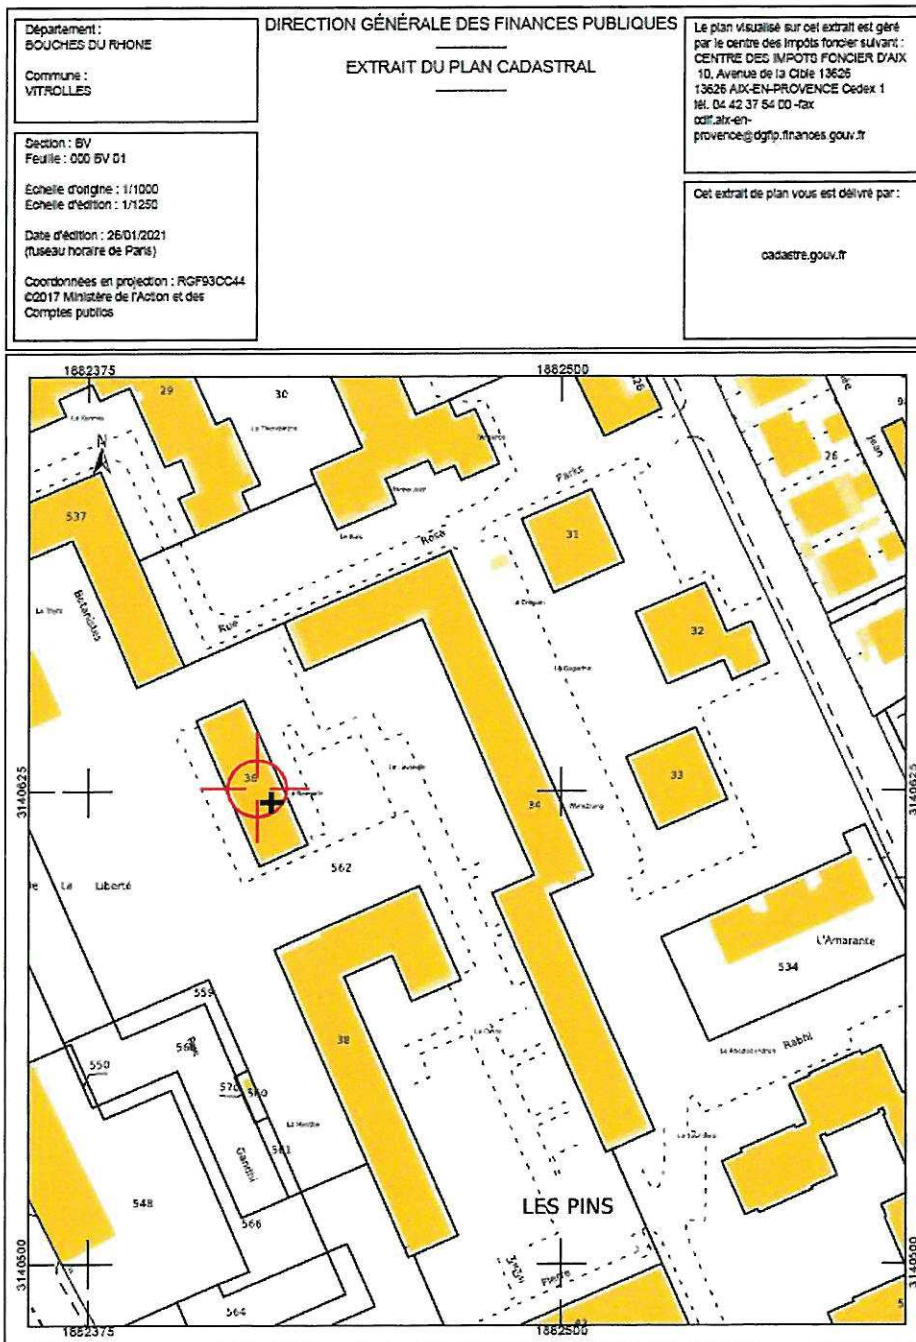 Département :
BOUCHES DU RHONE
Commune :
VITROLLES
Section : BV
Feuille : 000 BV 01
Échelle d'origine : 1/1000
Échelle d'édition : 1/1250
Date d'édition : 26/01/2021
(fuseau horaire de Paris)
Coordonnées en projection : RGF93CC44
©2017 Ministère de l'Action et des
Comptes publics
DIRECTION GÉNÉRALE DES FINANCES PUBLIQUES
EXTRAIT DU PLAN CADASTRAL
Le plan visualisé sur cet extrait est géré
par le centre des impôts foncier suivant :
CENTRE DES IMPOTS FONCIER D'AIX
10, Avenue de la Cible 13626
13626 AIX-EN-PROVENCE Cedex 1
tél. 04 42 37 54 00 -fax
cdif.aix-en-
provence@dgfip.finances.gouv.fr
Cet extrait de plan vous est délivré par :
cadastre.gouv.fr
1882375
1882500
29
30
N
537
Parks
Rosa
Rue
31
26
Jean
Botaniques
32
3140625
36
34
33
3140625
562
La Liberté
L'Amarante
534
559
Rabhi
550
38
570
560
561
Gandhi
548
566
LES PINS
3140500
Pierre
3140500
564
1882375
1882500